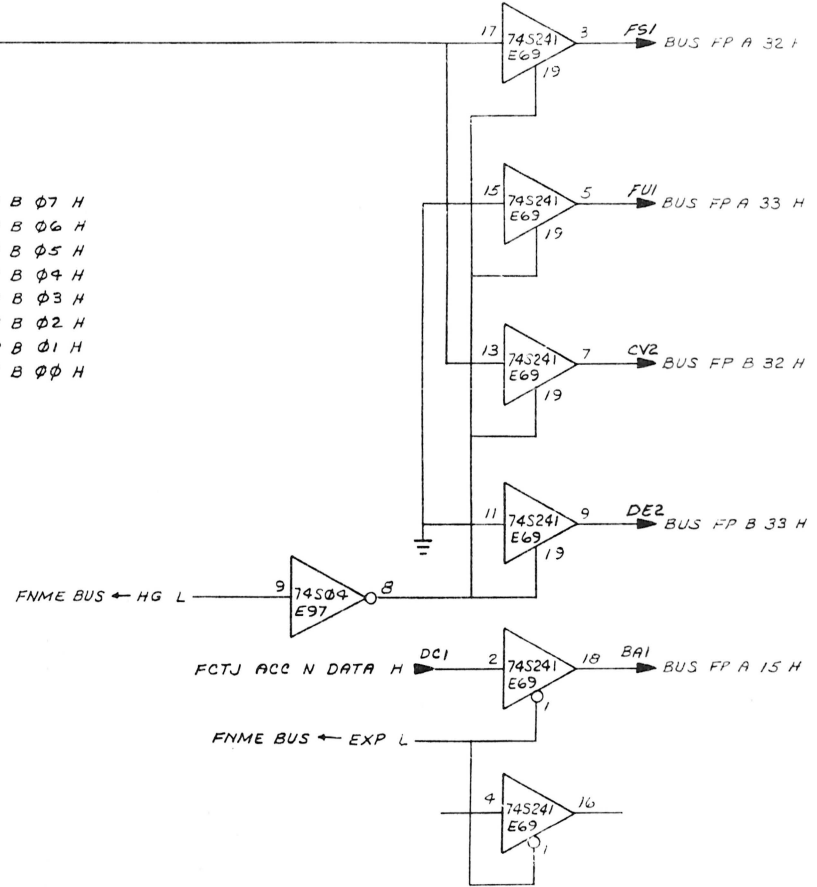 17 74S241 E69 3 FS1 BUS FP A 32
19
B Ø7 H
B Ø6 H
B Ø5 H
B Ø4 H
B Ø3 H
B Ø2 H
B Ø1 H
B ØØ H
15 74S241 E69 5 FU1 BUS FP A 33 H
19
13 74S241 E69 7 CV2 BUS FP B 32 H
19
11 74S241 E69 9 DE2 BUS FP B 33 H
19
FNME BUS ← HG L 9 74SØ4 E97 8
FCTJ ACC N DATA H DC1 2 74S241 E69 18 BA1 BUS FP A 15 H
1
FNME BUS ← EXP L
4 74S241 E69 16
1